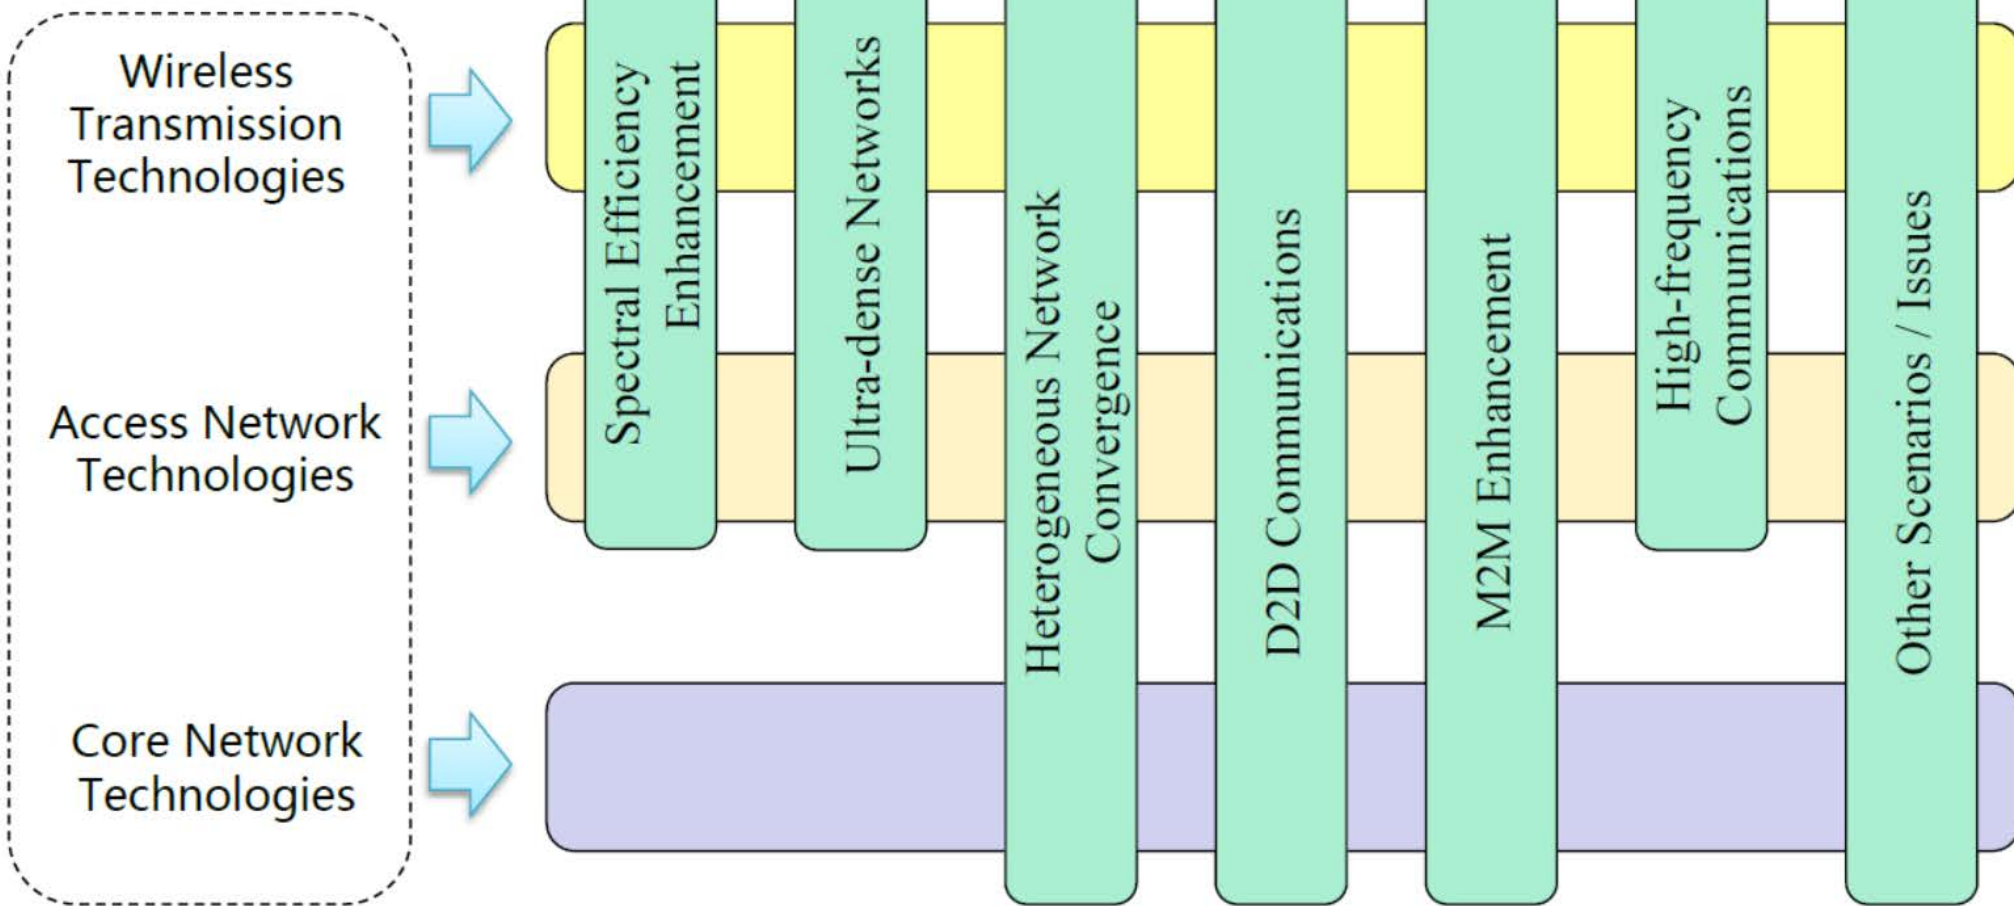 Wireless
Transmission
Technologies
Access Network
Technologies
Core Network
Technologies
Spectral Efficiency
Enhancement
Ultra-dense Networks
Heterogeneous Network
Convergence
D2D Communications
M2M Enhancement
High-frequency
Communications
Other Scenarios / Issues